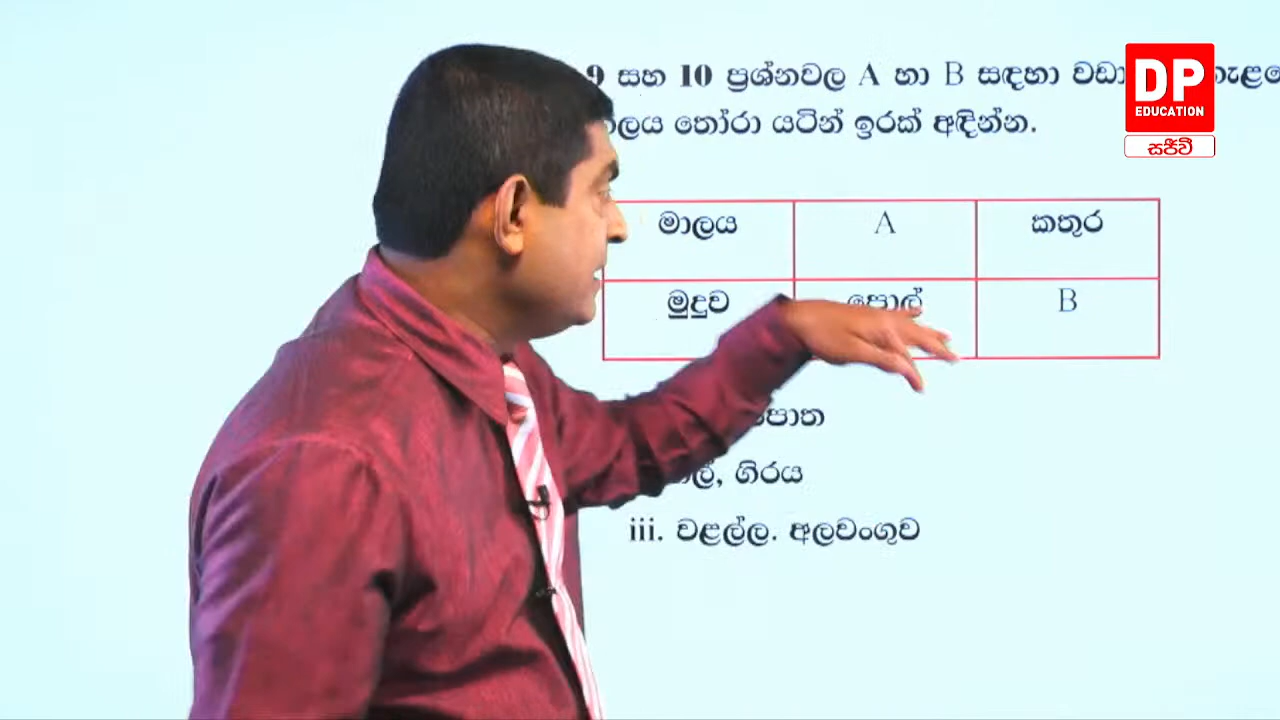 9 සහ 10 ප්‍රශ්නවල A හා B සඳහා වඩා
තෝරා යටින් ඉරක් අඳින්න.
DP
EDUCATION
සජීවී
මාලය A කතුර
මුදුව පොල් B
ගිරය
iii. වළල්ල. අලවංගුව